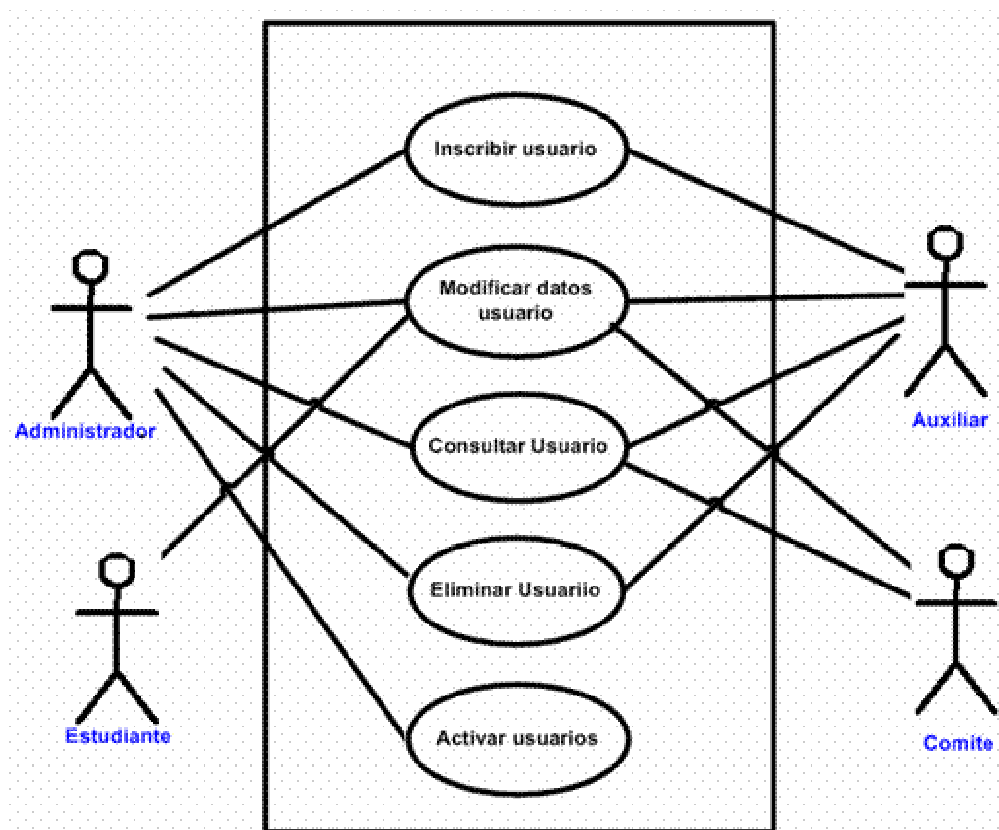 Inscribir usuario
Modificar datos
usuario
Consultar Usuario
Eliminar Usuariio
Activar usuarios
Administrador
Auxiliar
Estudiante
Comite